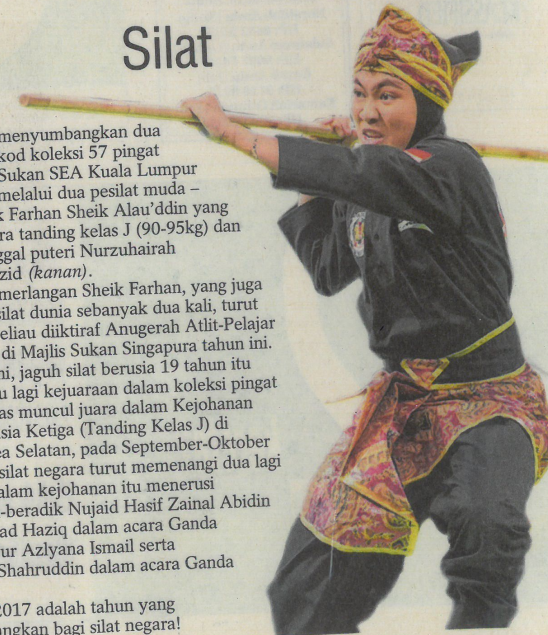 Silat
menyumbangkan dua
kod koleksi 57 pingat
Sukan SEA Kuala Lumpur
melalui dua pesilat muda –
k Farhan Sheik Alau'ddin yang
ra tanding kelas J (90-95kg) dan
ggal puteri Nurzuhairah
zid (kanan).
merlangan Sheik Farhan, yang juga
silat dunia sebanyak dua kali, turut
eliau diiktiraf Anugerah Atlit-Pelajar
di Majlis Sukan Singapura tahun ini.
ni, jaguh silat berusia 19 tahun itu
u lagi kejuaraan dalam koleksi pingat
as muncul juara dalam Kejohanan
sia Ketiga (Tanding Kelas J) di
ea Selatan, pada September-Oktober
silat negara turut memenangi dua lagi
alam kejohanan itu menerusi
-beradik Nujaid Hasif Zainal Abidin
ad Haziq dalam acara Ganda
ur Azlyana Ismail serta
Shahruddin dalam acara Ganda
2017 adalah tahun yang
angkan bagi silat negara!